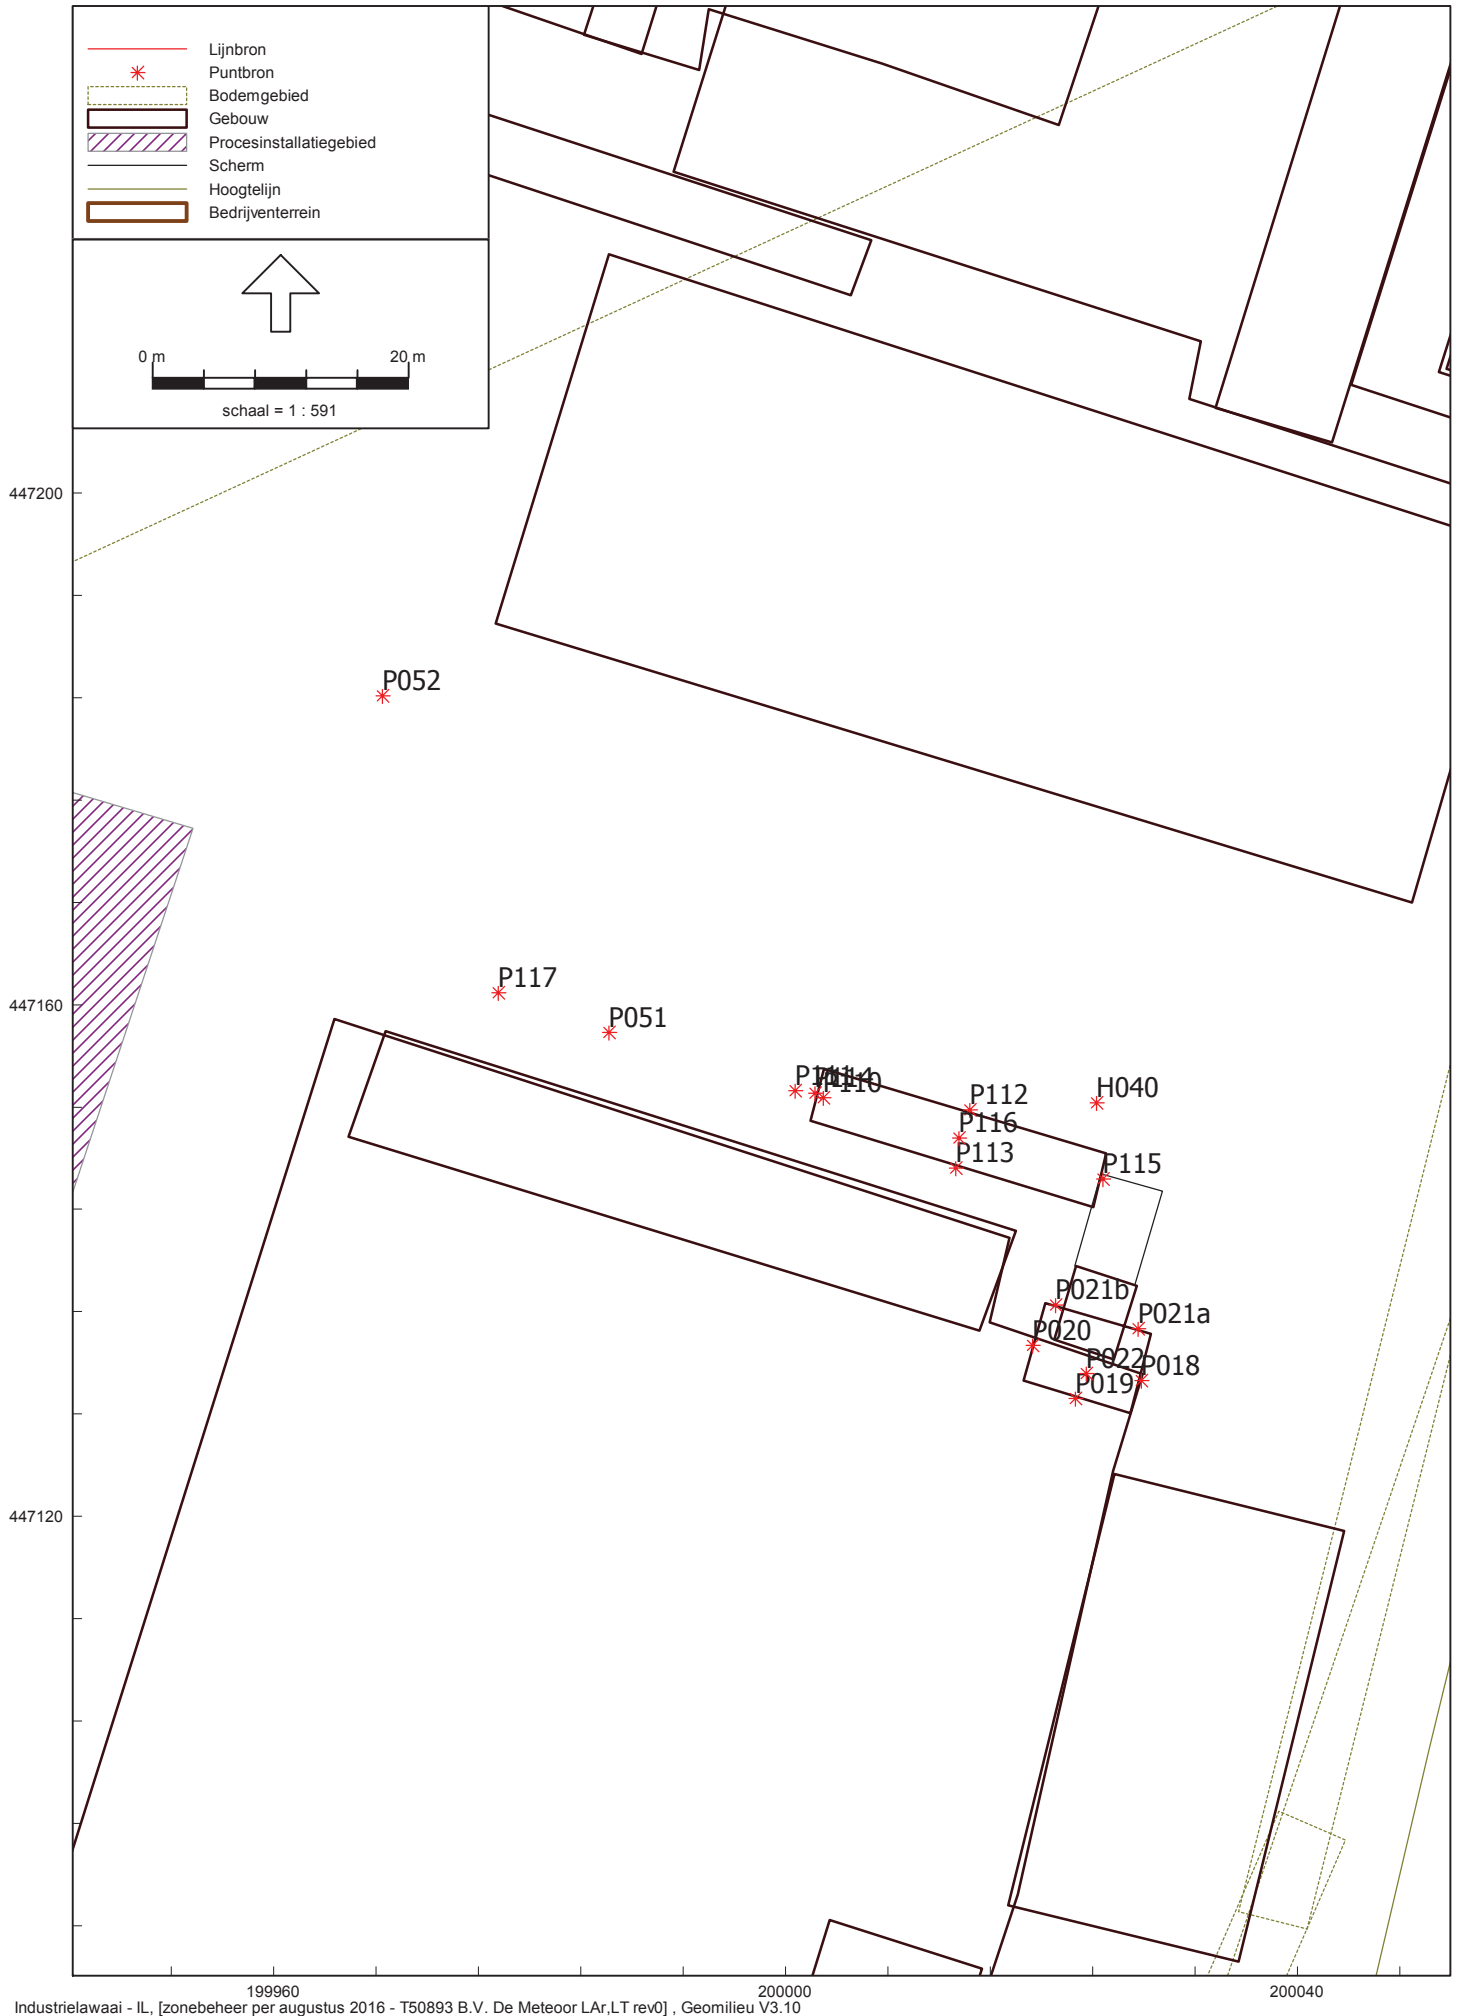 Lijnbron
Puntbron
Bodemgebied
Gebouw
Procesinstallatiegebied
Scherm
Hoogtelijn
Bedrijventerrein
0 m 20 m
schaal = 1 : 591
447200
P052
P117
447160
P051
P110
P112
H040
P116
P113
P115
P021b
P021a
P020
P022
P018
P019
447120
199960 200000 200040
Industrielawaai - IL, [zonebeheer per augustus 2016 - T50893 B.V. De Meteoor LAr,LT rev0] , Geomilieu V3.10